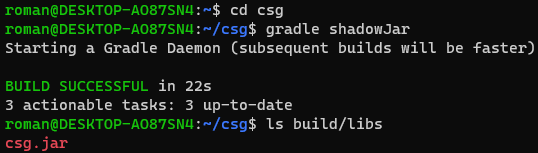 roman@DESKTOP-AO87SN4:~$ cd csg
roman@DESKTOP-AO87SN4:~/csg$ gradle shadowJar
Starting a Gradle Daemon (subsequent builds will be faster)
BUILD SUCCESSFUL in 22s
3 actionable tasks: 3 up-to-date
roman@DESKTOP-AO87SN4:~/csg$ ls build/libs
csg.jar